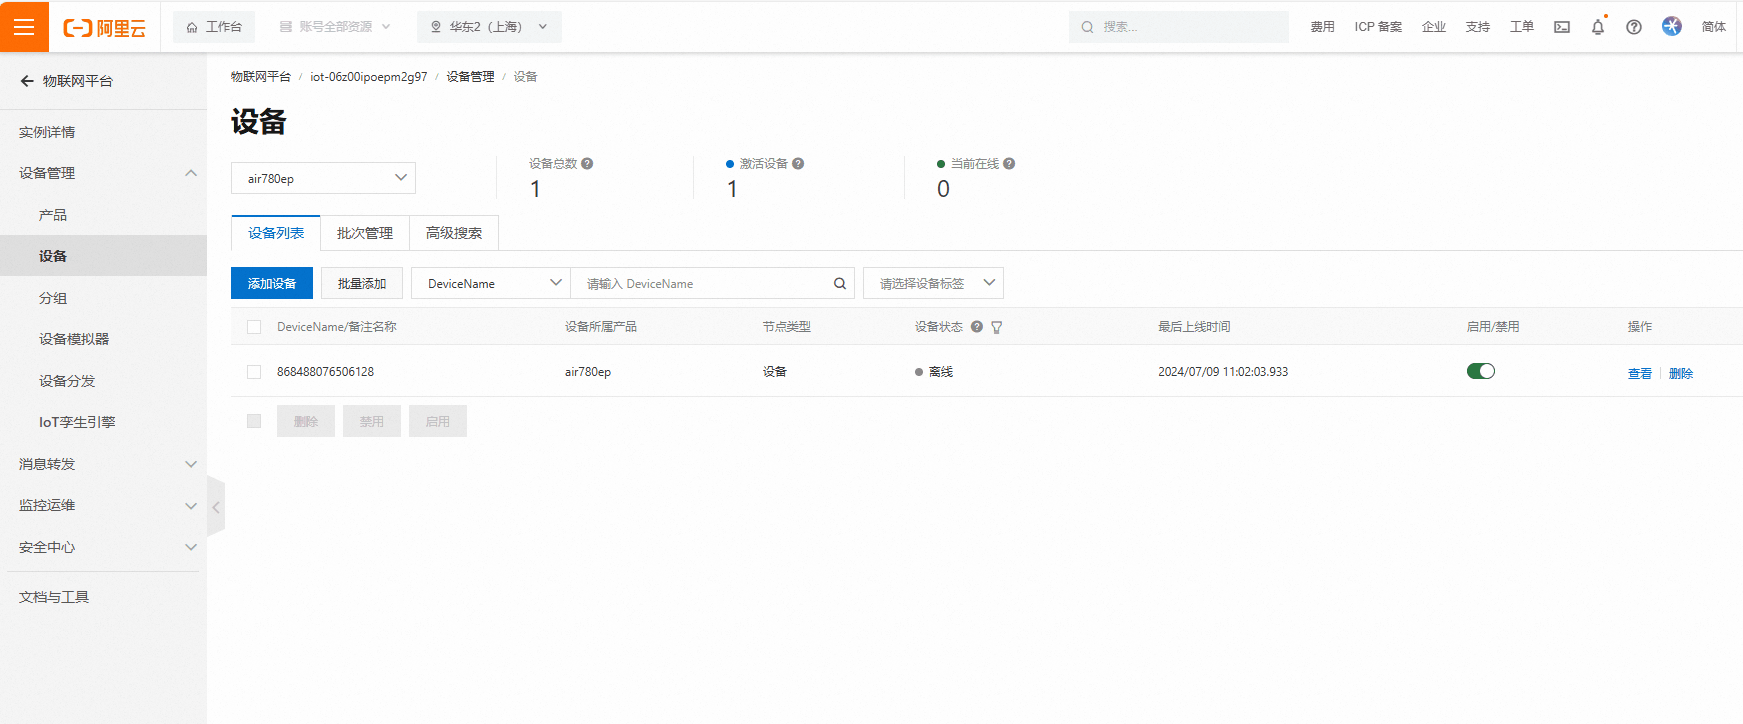 阿里云 工作台 账号全部资源 华东2（上海） 搜索... 费用 ICP 备案 企业 支持 工单 简体
物联网平台
实例详情
设备管理
产品
设备
分组
设备模拟器
设备分发
IoT孪生引擎
消息转发
监控运维
安全中心
文档与工具
物联网平台 / iot-06z00ipoepm2g97 / 设备管理 / 设备
设备
air780ep
设备总数
1
激活设备
1
当前在线
0
设备列表 批次管理 高级搜索
添加设备 批量添加 DeviceName 请输入 DeviceName 请选择设备标签
DeviceName/备注名称 设备所属产品 节点类型 设备状态 最后上线时间 启用/禁用 操作
868488076506128 air780ep 设备 离线 2024/07/09 11:02:03.933 查看 删除
删除 禁用 启用